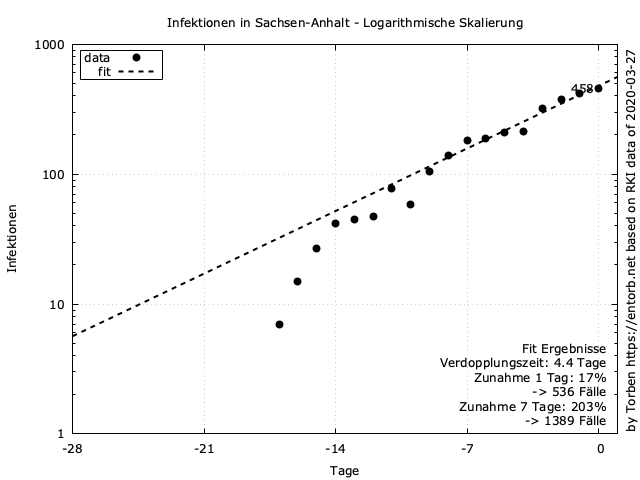 Infektionen in Sachsen-Anhalt - Logarithmische Skalierung
1000
100
10
1
data
fit
458
Infektionen
by Torben https://entorb.net based on RKI data of 2020-03-27
Fit Ergebnisse
Verdopplungszeit: 4.4 Tage
Zunahme 1 Tag: 17%
-> 536 Fälle
Zunahme 7 Tage: 203%
-> 1389 Fälle
-28 -21 -14 -7 0
Tage